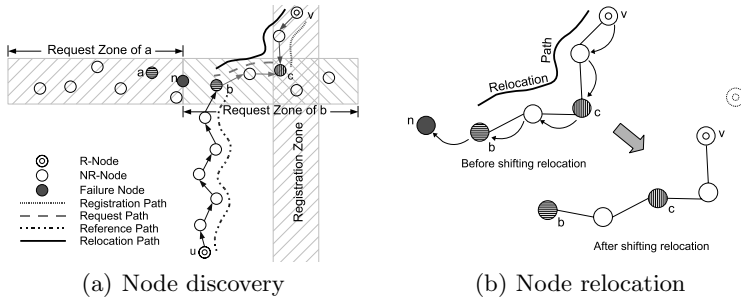 Request Zone of a
a
n
b
v
c
Request Zone of b
Registration Zone
u
R-Node
NR-Node
Failure Node
Registration Path
Request Path
Reference Path
Relocation Path
(a) Node discovery
v
Relocation Path
n
b
c
Before shifting relocation
v
b
c
After shifting relocation
(b) Node relocation